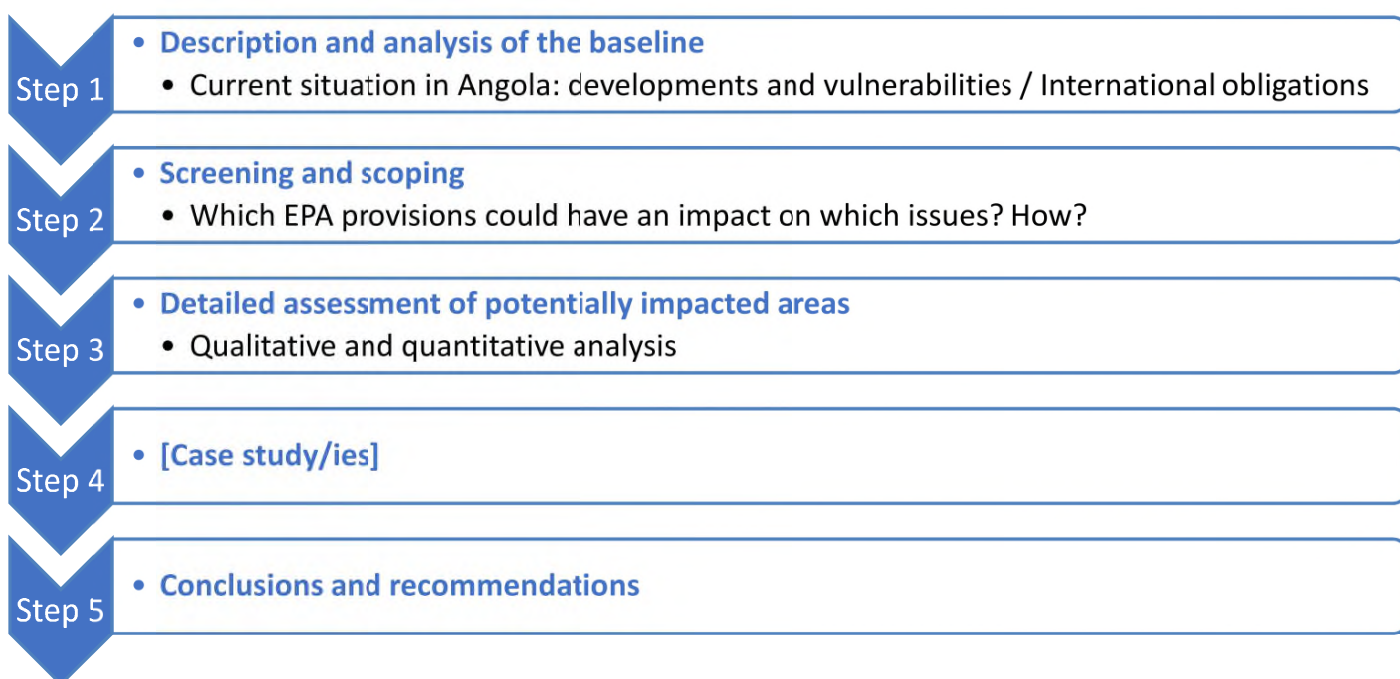 Step 1
• Description and analysis of the baseline
• Current situation in Angola: developments and vulnerabilities / International obligations
Step 2
• Screening and scoping
• Which EPA provisions could have an impact on which issues? How?
Step 3
• Detailed assessment of potentially impacted areas
• Qualitative and quantitative analysis
Step 4
• [Case study/ies]
Step 5
• Conclusions and recommendations